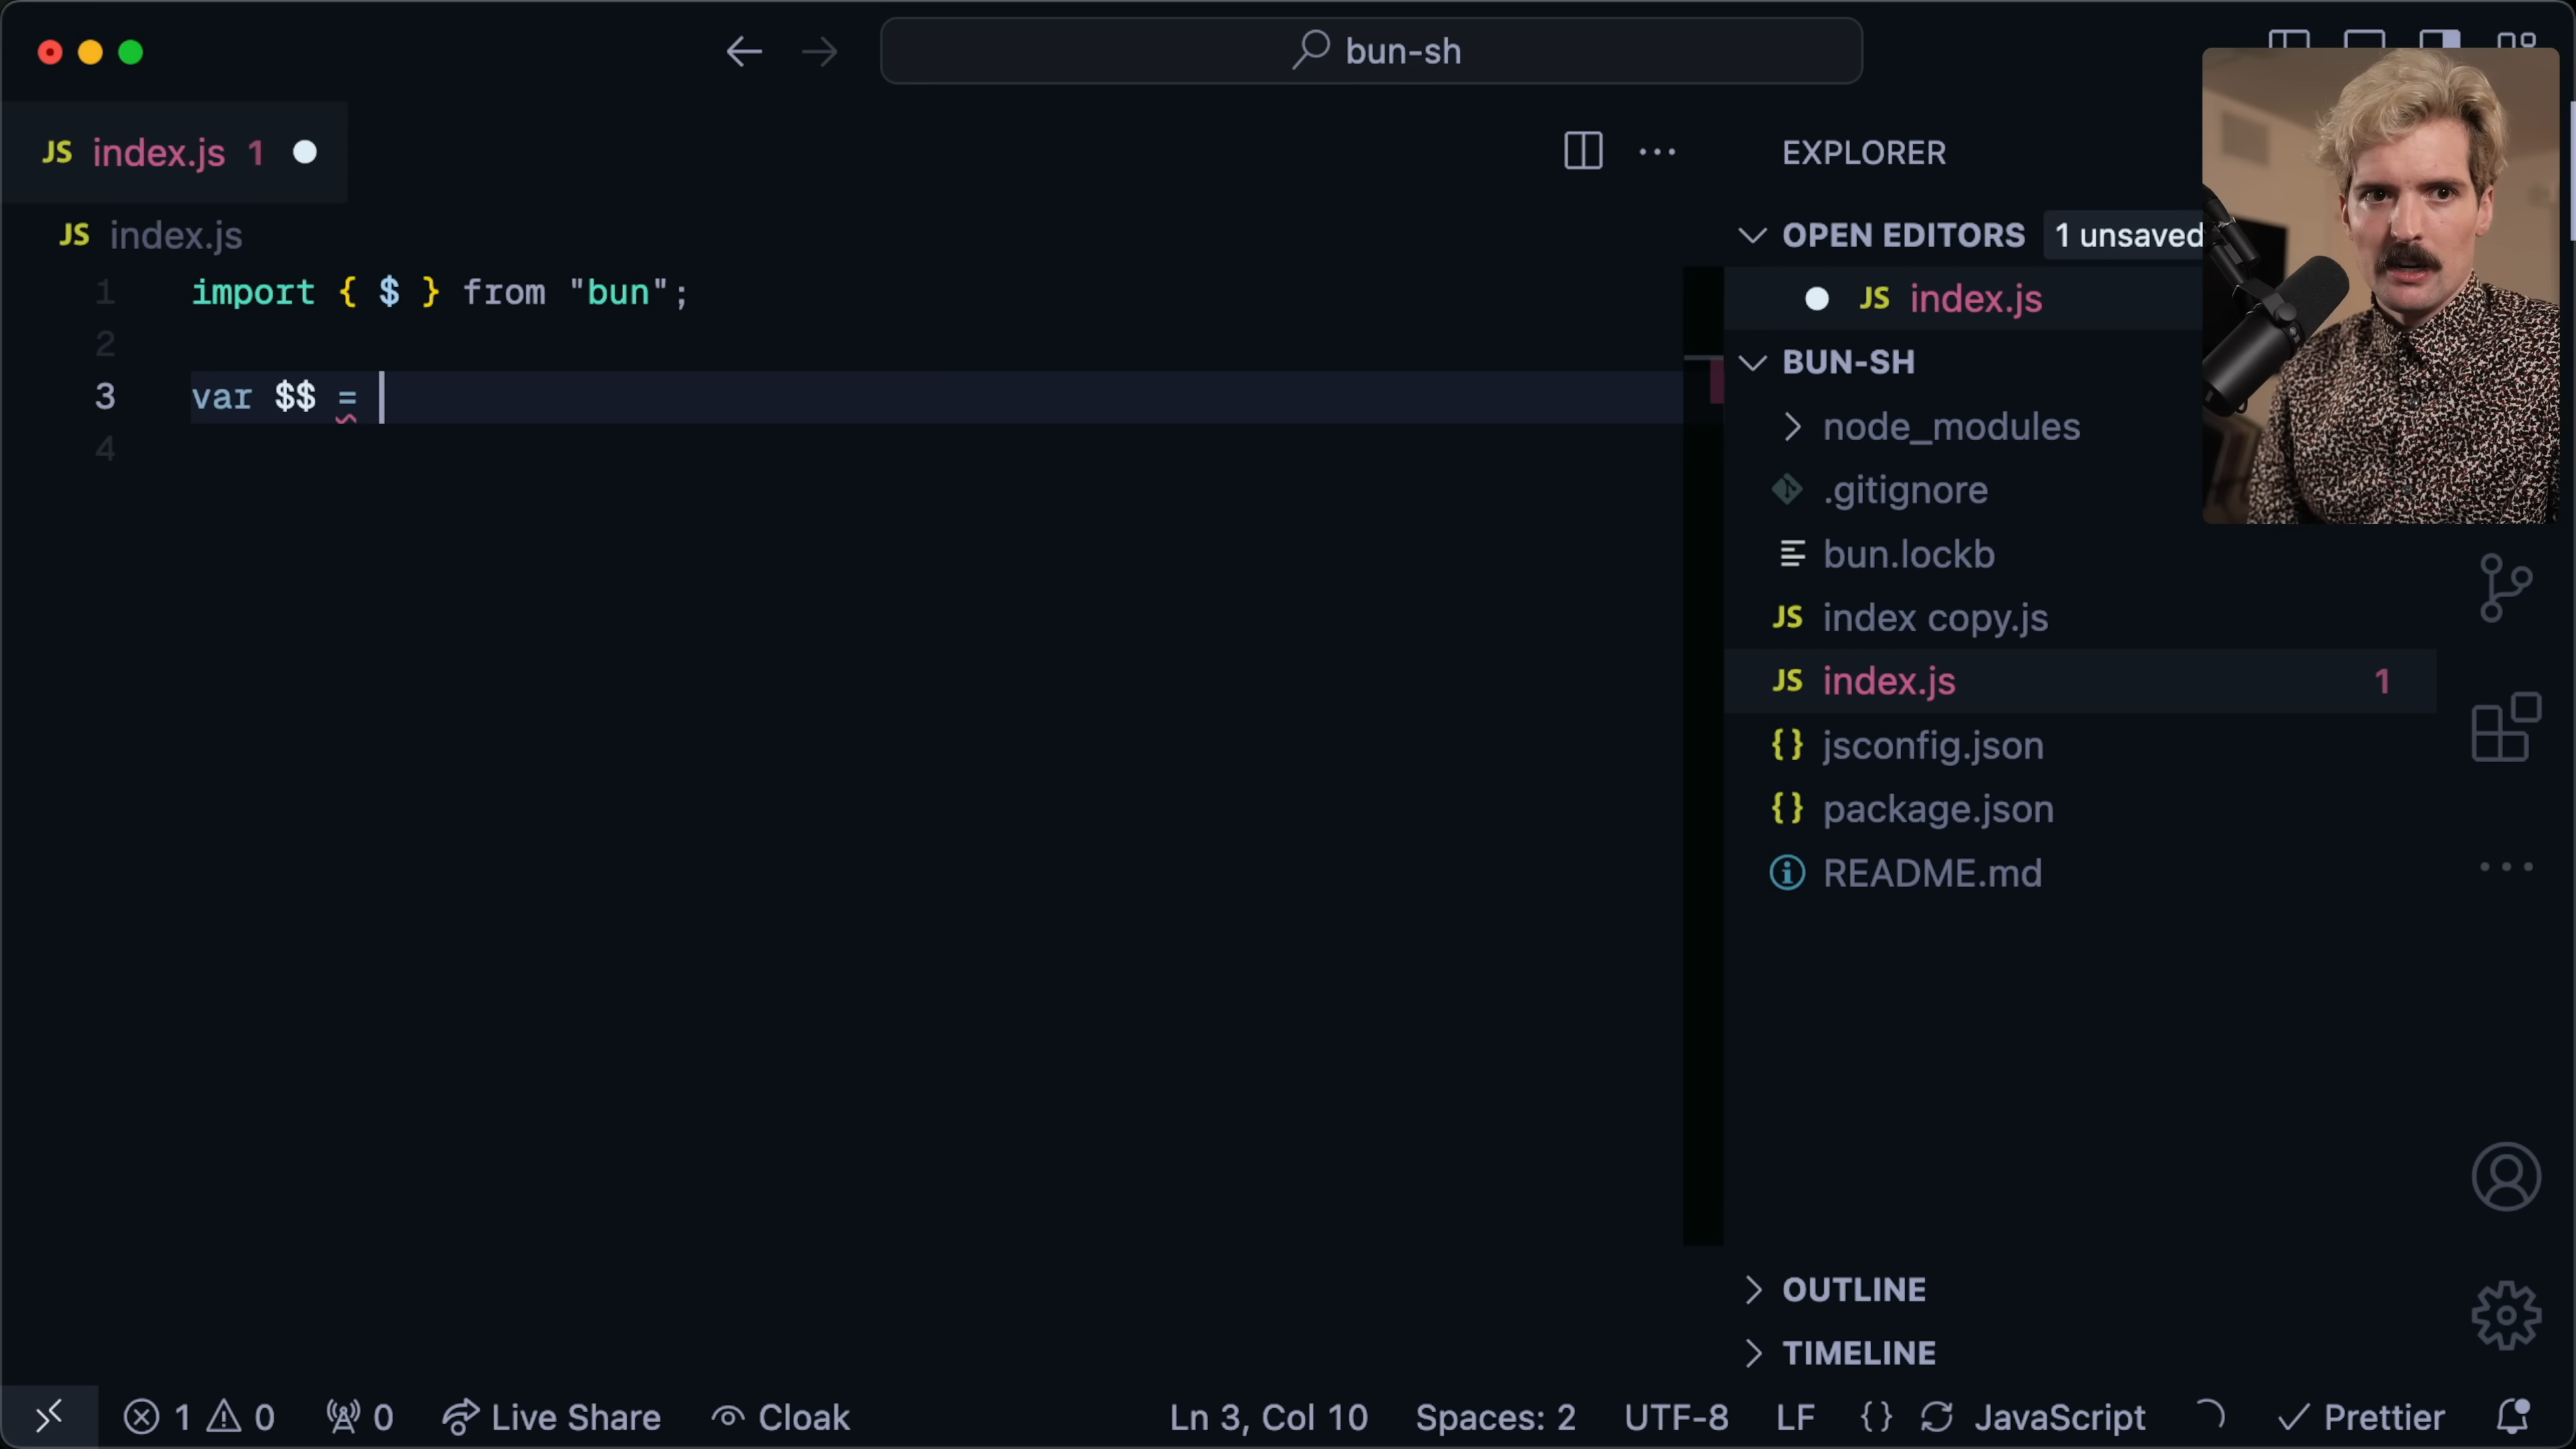 bun-sh
JS index.js 1
EXPLORER
JS index.js
OPEN EDITORS 1 unsaved
1 import { $ } from "bun";
JS index.js
2
BUN-SH
3 var $$ =
node_modules
4
.gitignore
bun.lockb
JS index copy.js
JS index.js 1
{} jsconfig.json
{} package.json
README.md
OUTLINE
TIMELINE
1 0 0 Live Share Cloak Ln 3, Col 10 Spaces: 2 UTF-8 LF {} JavaScript Prettier